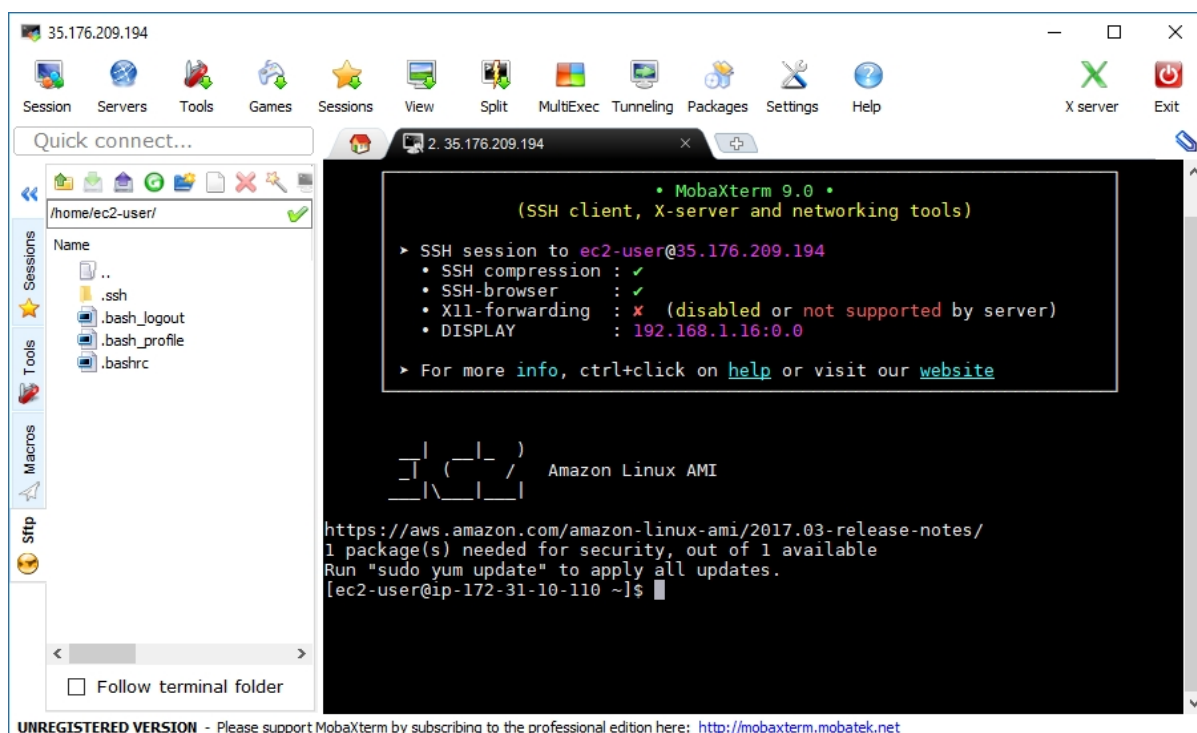 35.176.209.194
Session Servers Tools Games Sessions View Split MultiExec Tunneling Packages Settings Help X server Exit
Quick connect...
2. 35.176.209.194
/home/ec2-user/
Name
..
.ssh
.bash_logout
.bash_profile
.bashrc
Sessions
Tools
Macros
Sftp
Follow terminal folder
• MobaXterm 9.0 •
(SSH client, X-server and networking tools)
➤ SSH session to ec2-user@35.176.209.194
• SSH compression : ✔
• SSH-browser : ✔
• X11-forwarding : ✘ (disabled or not supported by server)
• DISPLAY : 192.168.1.16:0.0
➤ For more info, ctrl+click on help or visit our website
__| __|_ )
_| ( / Amazon Linux AMI
___|\___|___|
https://aws.amazon.com/amazon-linux-ami/2017.03-release-notes/
1 package(s) needed for security, out of 1 available
Run "sudo yum update" to apply all updates.
[ec2-user@ip-172-31-10-110 ~]$
UNREGISTERED VERSION - Please support MobaXterm by subscribing to the professional edition here: http://mobaxterm.mobatek.net